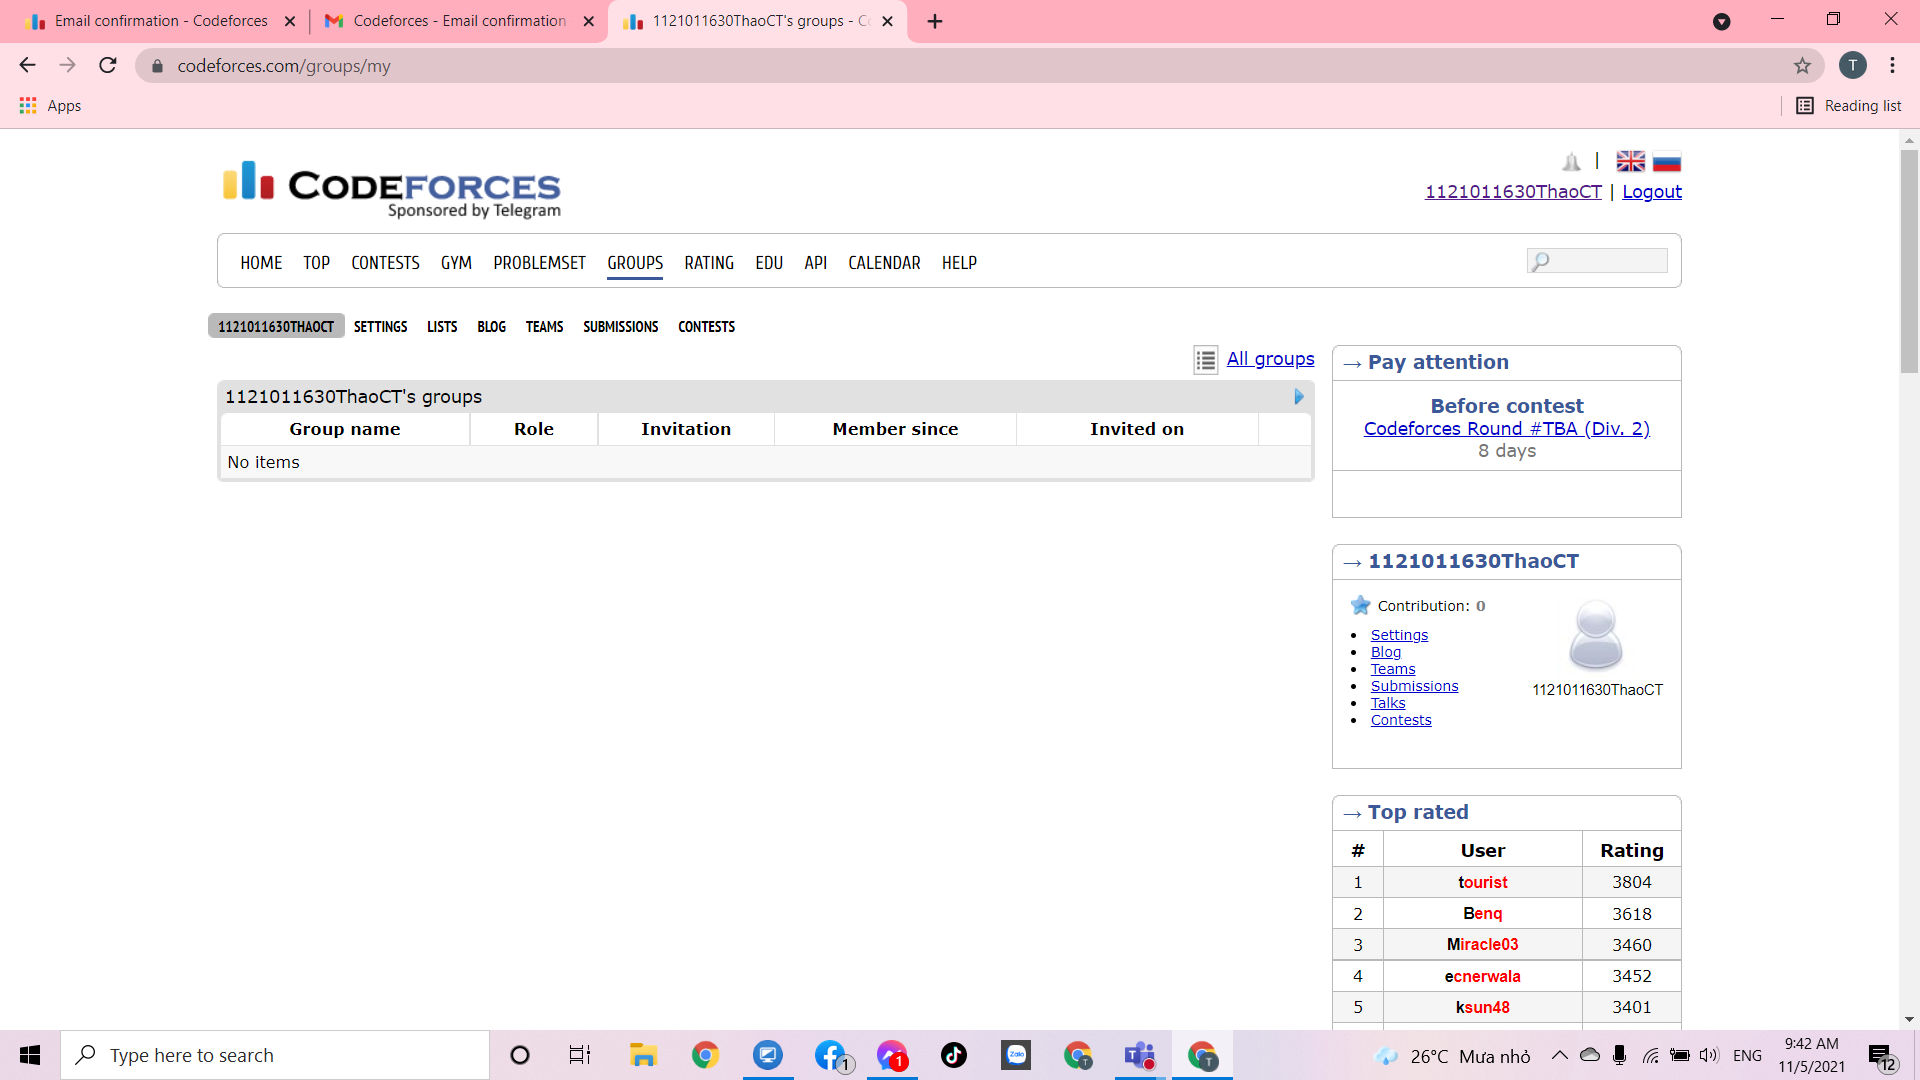 Email confirmation - Codeforces
Codeforces - Email confirmation
1121011630ThaoCT's groups - Co
codeforces.com/groups/my
T
Apps
Reading list
CODEFORCES
Sponsored by Telegram
|
1121011630ThaoCT | Logout
HOME TOP CONTESTS GYM PROBLEMSET GROUPS RATING EDU API CALENDAR HELP
1121011630THAOCT SETTINGS LISTS BLOG TEAMS SUBMISSIONS CONTESTS
All groups
1121011630ThaoCT's groups
Group name Role Invitation Member since Invited on
No items
→ Pay attention
Before contest
Codeforces Round #TBA (Div. 2)
8 days
→ 1121011630ThaoCT
Contribution: 0
Settings
Blog
Teams
Submissions
Talks
Contests
1121011630ThaoCT
→ Top rated
# User Rating
1 tourist 3804
2 Benq 3618
3 Miracle03 3460
4 ecnerwala 3452
5 ksun48 3401
Type here to search
1
1
Zalo
T
T
T
26°C Mưa nhỏ
ENG
9:42 AM
11/5/2021
12